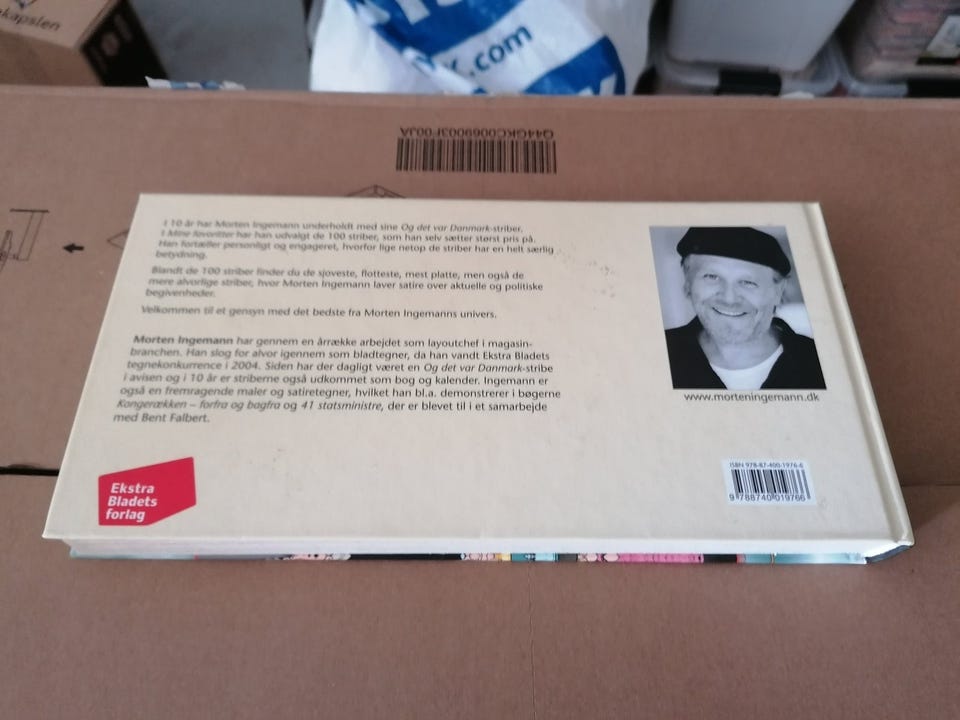 kapslen
.com
Q44GKC0069003F00JA
I 10 år har Morten Ingemann underholdt med sine Og det var Danmark-striber.
I Mine favoritter har han udvalgt de 100 striber, som han selv sætter størst pris på.
Han fortæller personligt og engageret, hvorfor lige netop de striber har en helt særlig
betydning.
Blandt de 100 striber finder du de sjoveste, flotteste, mest platte, men også de
mere alvorlige striber, hvor Morten Ingemann laver satire over aktuelle og politiske
begivenheder.
Velkommen til et gensyn med det bedste fra Morten Ingemanns univers.
Morten Ingemann har gennem en årrække arbejdet som layoutchef i magasin-
branchen. Han slog for alvor igennem som bladtegner, da han vandt Ekstra Bladets
tegnekonkurrence i 2004. Siden har der dagligt været en Og det var Danmark-stribe
i avisen og i 10 år er striberne også udkommet som bog og kalender. Ingemann er
også en fremragende maler og satiretegner, hvilket han bl.a. demonstrerer i bøgerne
Kongerækken – forfra og bagfra og 41 statsministre, der er blevet til i et samarbejde
med Bent Falbert.
www.morteningemann.dk
Ekstra
Bladets
forlag
ISBN 978-87-400-1976-6
9 788740 019766